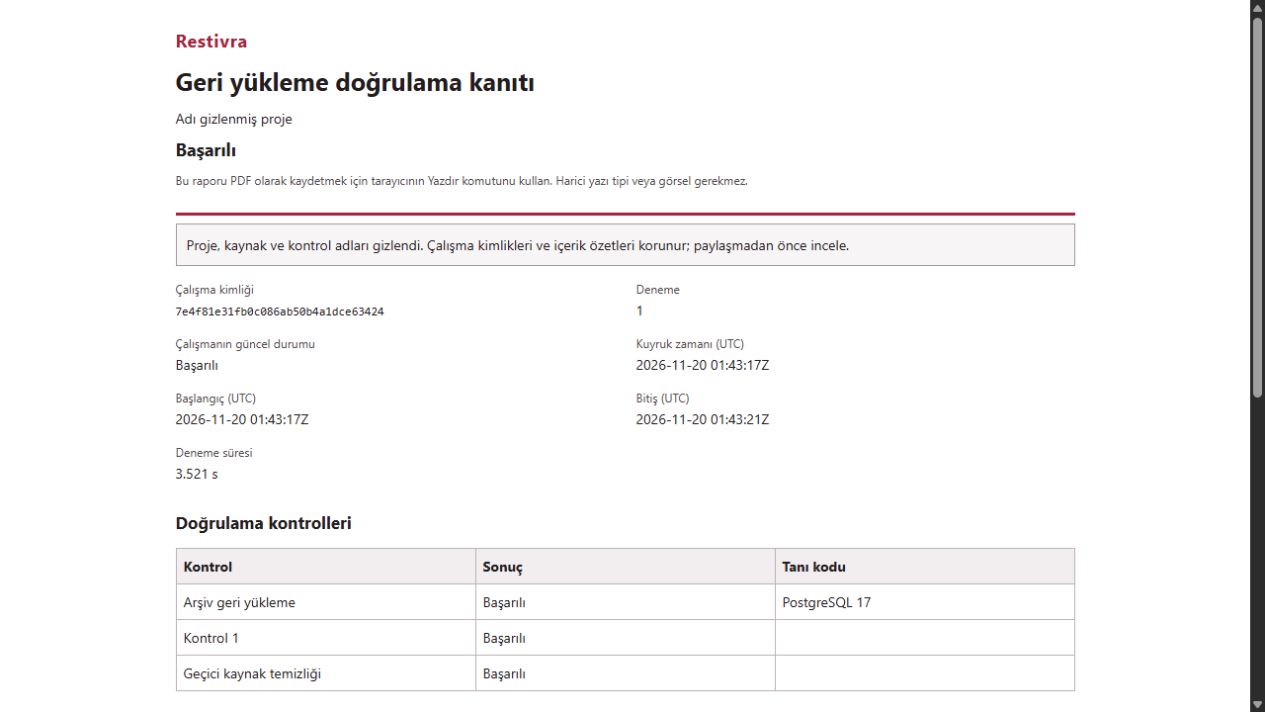 Restivra
Geri yükleme doğrulama kanıtı
Adı gizlenmiş proje
Başarılı
Bu raporu PDF olarak kaydetmek için tarayıcının Yazdır komutunu kullan. Harici yazı tipi veya görsel gerekmez.
Proje, kaynak ve kontrol adları gizlendi. Çalışma kimlikleri ve içerik özetleri korunur; paylaşmadan önce incele.
Çalışma kimliği
7e4f81e31fb0c086ab50b4a1dce63424
Deneme
1
Çalışmanın güncel durumu
Başarılı
Kuyruk zamanı (UTC)
2026-11-20 01:43:17Z
Başlangıç (UTC)
2026-11-20 01:43:17Z
Bitiş (UTC)
2026-11-20 01:43:21Z
Deneme süresi
3.521 s
Doğrulama kontrolleri
Kontrol Sonuç Tanı kodu
Arşiv geri yükleme Başarılı PostgreSQL 17
Kontrol 1 Başarılı
Geçici kaynak temizliği Başarılı